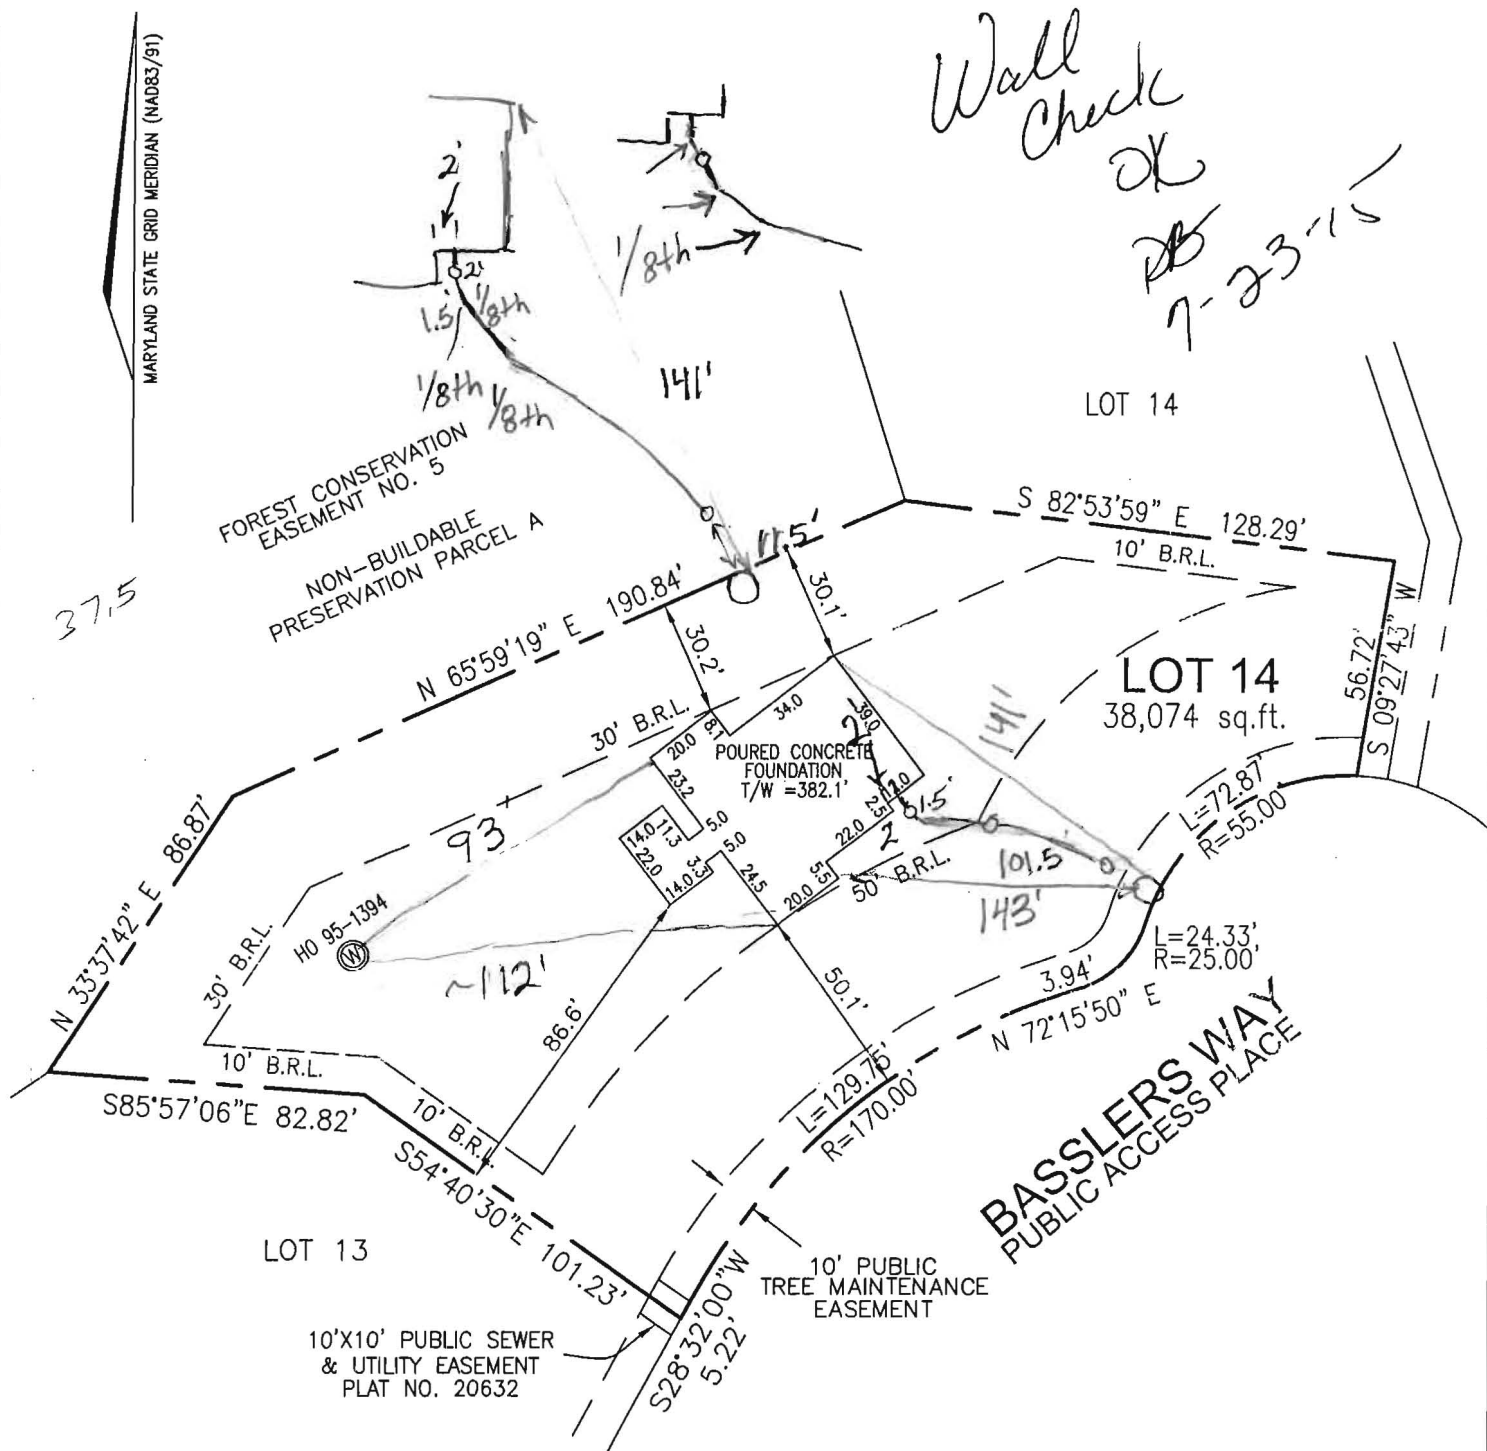 Wall
Check
OK
DB
7-23-15
MARYLAND STATE GRID MERIDIAN (NAD83/91)
2'
2'
1.5'
1/8th
1/8th
1/8th
1/8th
141'
LOT 14
FOREST CONSERVATION
EASEMENT NO. 5
NON-BUILDABLE
PRESERVATION PARCEL A
37,5
S 82°53'59" E 128.29'
10' B.R.L.
11.5'
N 65°59'19" E 190.84'
30.1'
30.2'
LOT 14
38,074 sq.ft.
56.72'
S 09°27'43" W
30' B.R.L.
34.0
8.1
20.0
39.0
2
POURED CONCRETE
FOUNDATION
T/W =382.1'
12.0
2.5
1.5'
141'
23.2
5.0
11.3
14.0
22.0
14.0
5.0
24.5
22.0
2
5.5
20.0
50' B.R.L.
101.5
143'
L=72.87'
R=55.00'
93
86.87'
N 33°37'42" E
HO 95-1394
W
30' B.R.L.
~112'
86.6'
50.1'
L=24.33'
R=25.00'
3.94'
N 72°15'50" E
10' B.R.L.
S85°57'06"E 82.82'
10' B.R.L.
S54°40'30"E 101.23'
L=129.75'
R=170.00'
BASSLERS WAY
PUBLIC ACCESS PLACE
LOT 13
10' PUBLIC
TREE MAINTENANCE
EASEMENT
10'X10' PUBLIC SEWER
& UTILITY EASEMENT
PLAT NO. 20632
S28°32'00"W
5.22'